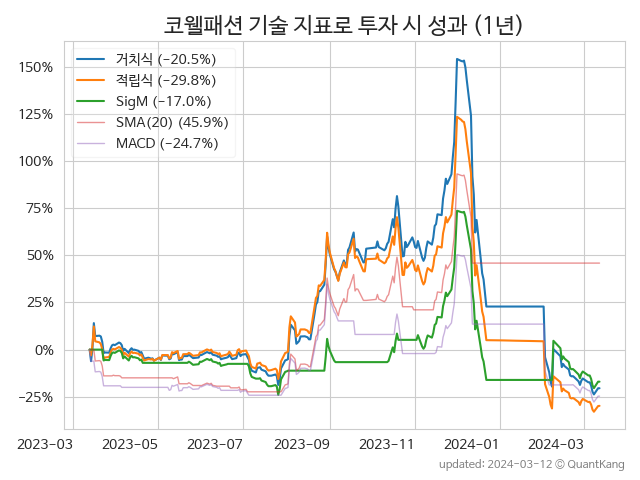 코웰패션 기술 지표로 투자 시 성과 (1년)
거치식 (−20.5%)
적립식 (−29.8%)
SigM (−17.0%)
SMA(20) (45.9%)
MACD (−24.7%)
150%
125%
100%
75%
50%
25%
0%
−25%
2023-03 2023-05 2023-07 2023-09 2023-11 2024-01 2024-03
updated: 2024-03-12 © QuantKang